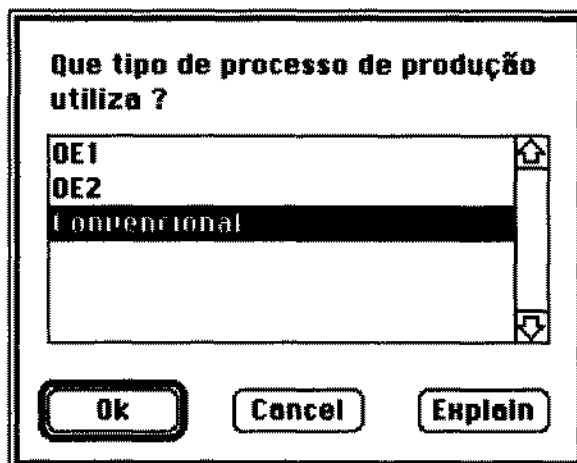 Que tipo de processo de produção
utiliza ?
OE1
OE2
Convencional
Ok Cancel Explain